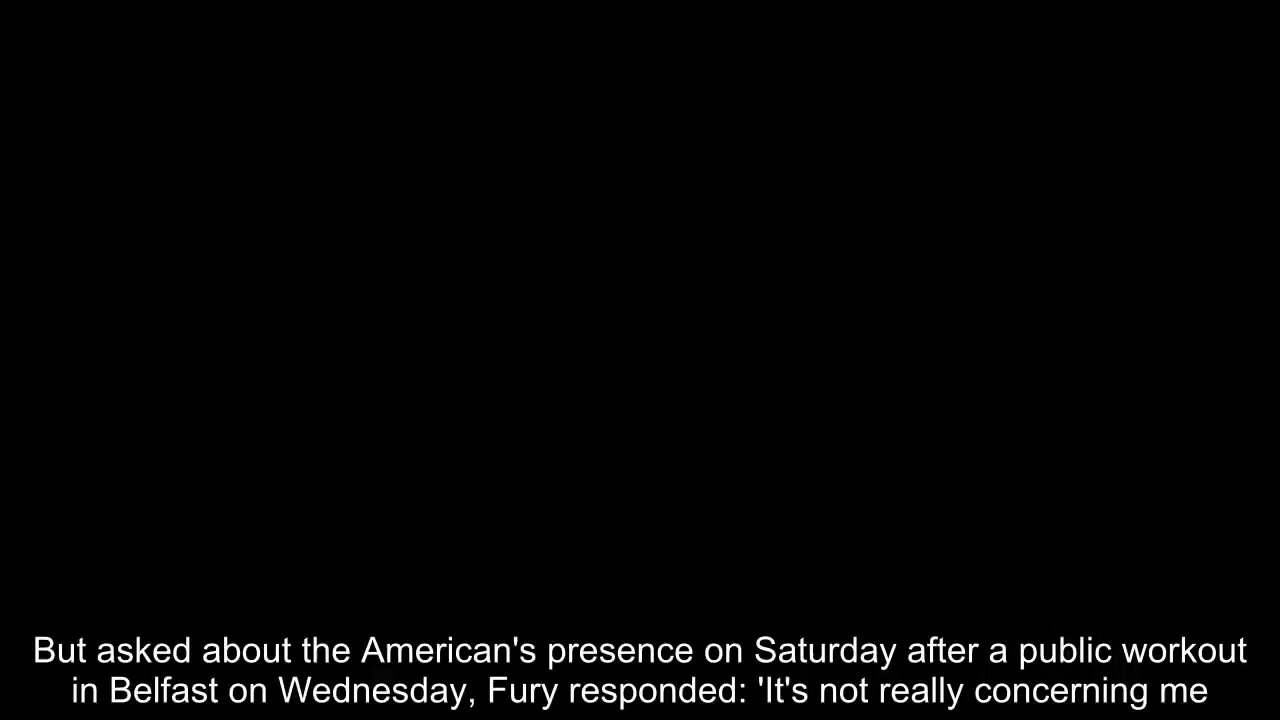 But asked about the American's presence on Saturday after a public workout
in Belfast on Wednesday, Fury responded: 'It's not really concerning me